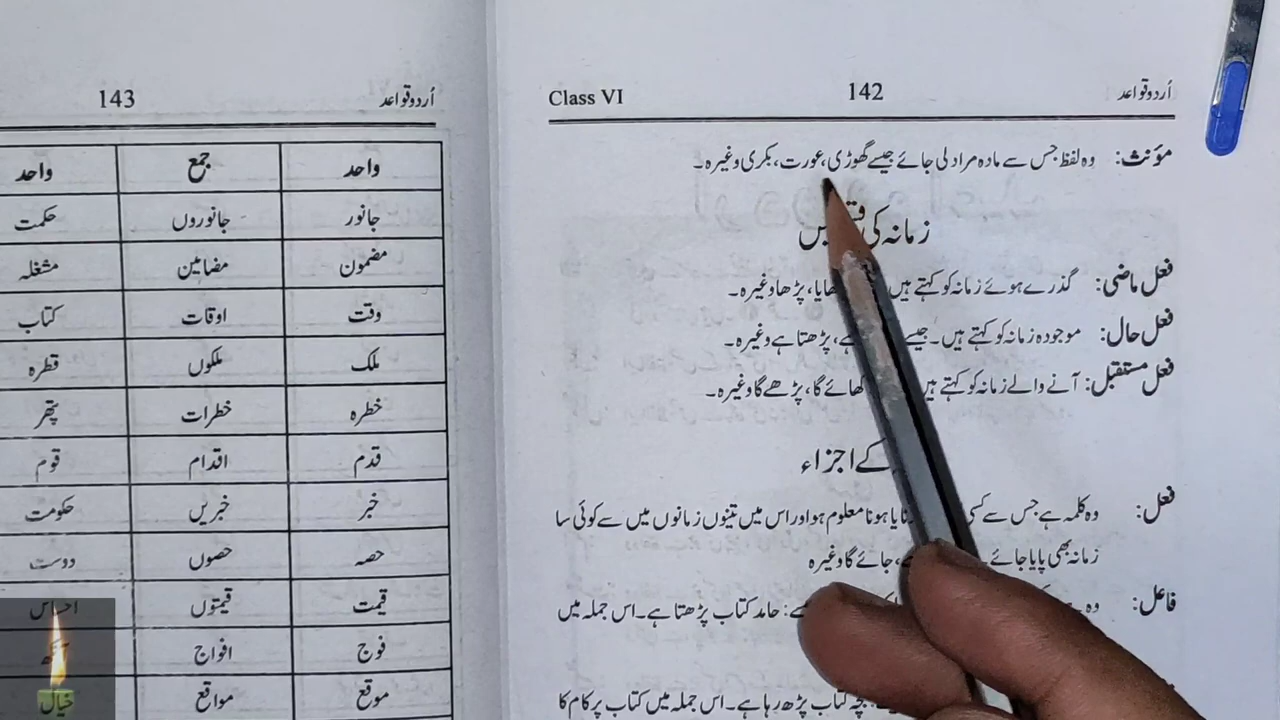 اُردو قواعد 142 Class VI
مؤنث: وہ لفظ جس سے مادہ مراد لی جائے جیسے گھوڑی، عورت، بکری وغیرہ۔
زمانہ کی
فعل ماضی: گذرے ہوئے زمانہ کو کہتے ہیں پڑھا وغیرہ۔
فعل حال: موجودہ زمانہ کو کہتے ہیں۔ جیسے پڑھتا ہے وغیرہ۔
فعل مستقبل: آنے والے زمانہ کو کہتے ہیں کھائے گا، پڑھے گا وغیرہ۔
کے اجزاء
فعل: وہ کلمہ ہے جس سے کسی یا ہونا معلوم ہو اور اس میں تینوں زمانوں میں سے کوئی سا
زمانہ بھی پایا جائے۔ جائے گا وغیرہ
فاعل: وہ حامد کتاب پڑھتا ہے۔ اس جملہ میں
بچہ کتاب پڑھ رہا ہے۔ اس جملہ میں کتاب پر کام کا
اُردو قواعد 143
واحد جمع واحد
جانور جانوروں حکمت
مضمون مضامین مشغلہ
وقت اوقات کتاب
ملک ملکوں قطرہ
خطرہ خطرات پتھر
قدم اقدام قوم
خبر خبریں حکومت
حصہ حصوں دوست
قیمت قیمتوں احساس
فوج افواج
موقع مواقع
خیال